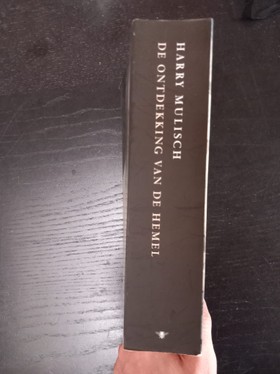 HARRY MULISCH
DE ONTDEKKING VAN DE HEMEL